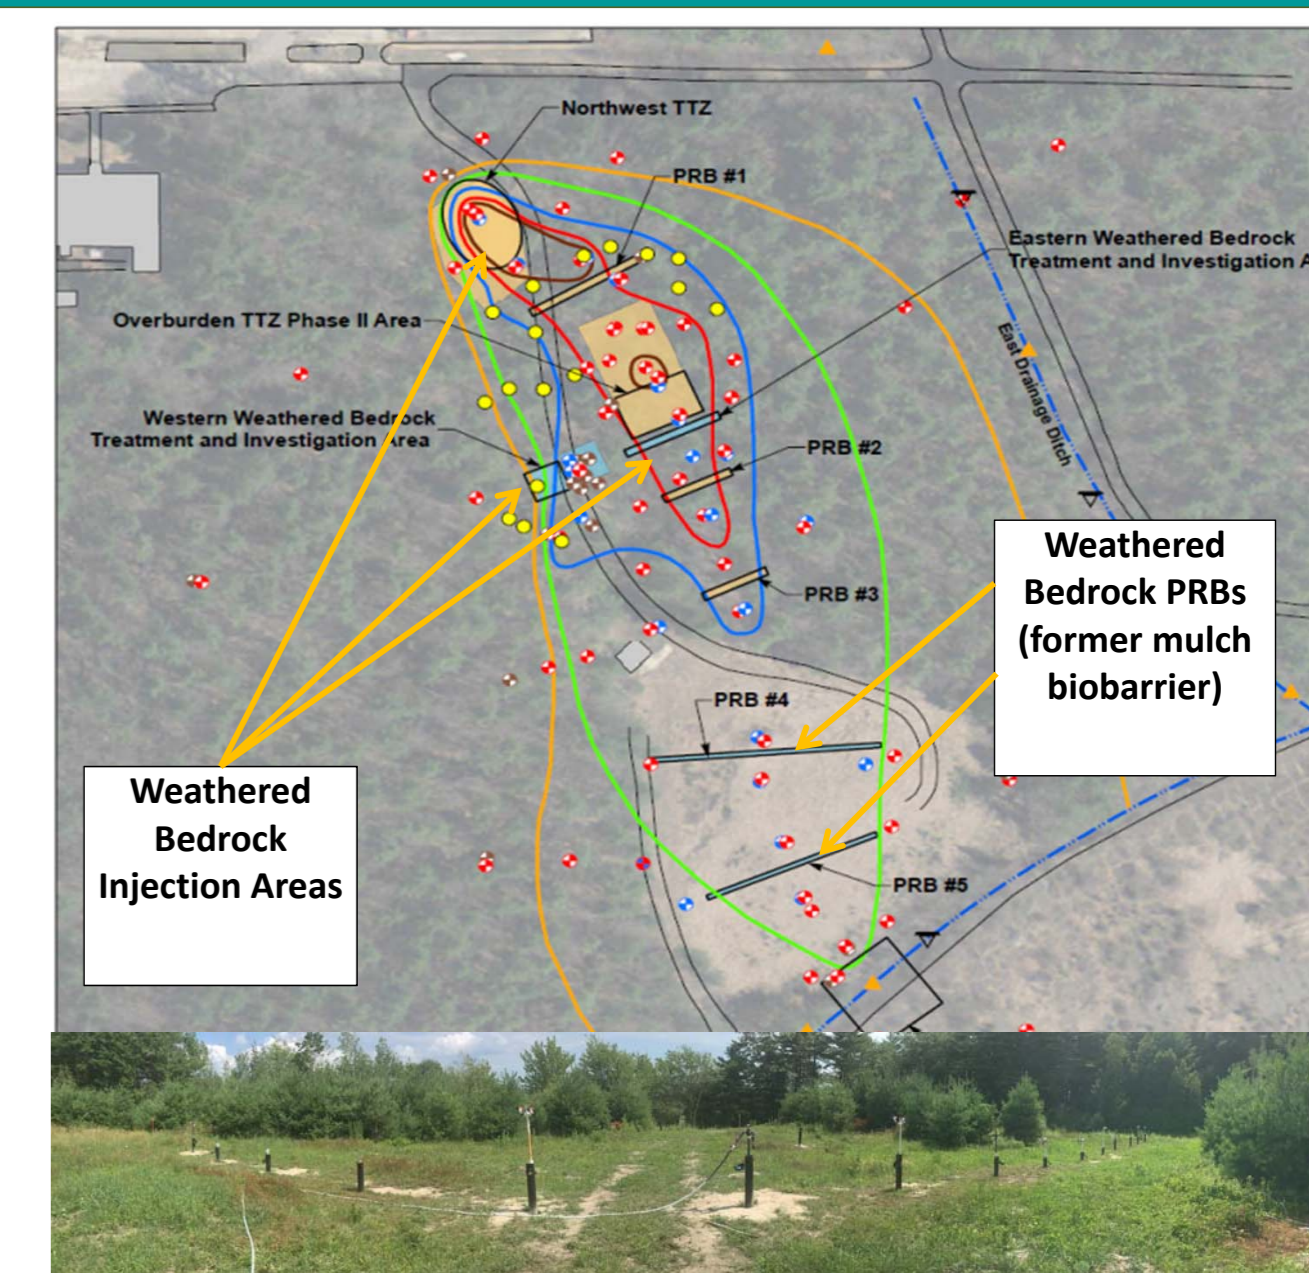 Northwest TTZ
PRB #1
Eastern Weathered Bedrock
Treatment and Investigation A
Overburden TTZ Phase II Area
East Drainage Ditch
Western Weathered Bedrock
Treatment and Investigation Area
PRB #2
Weathered
Bedrock PRBs
(former mulch
biobarrier)
PRB #3
PRB #4
Weathered
Bedrock
Injection Areas
PRB #5